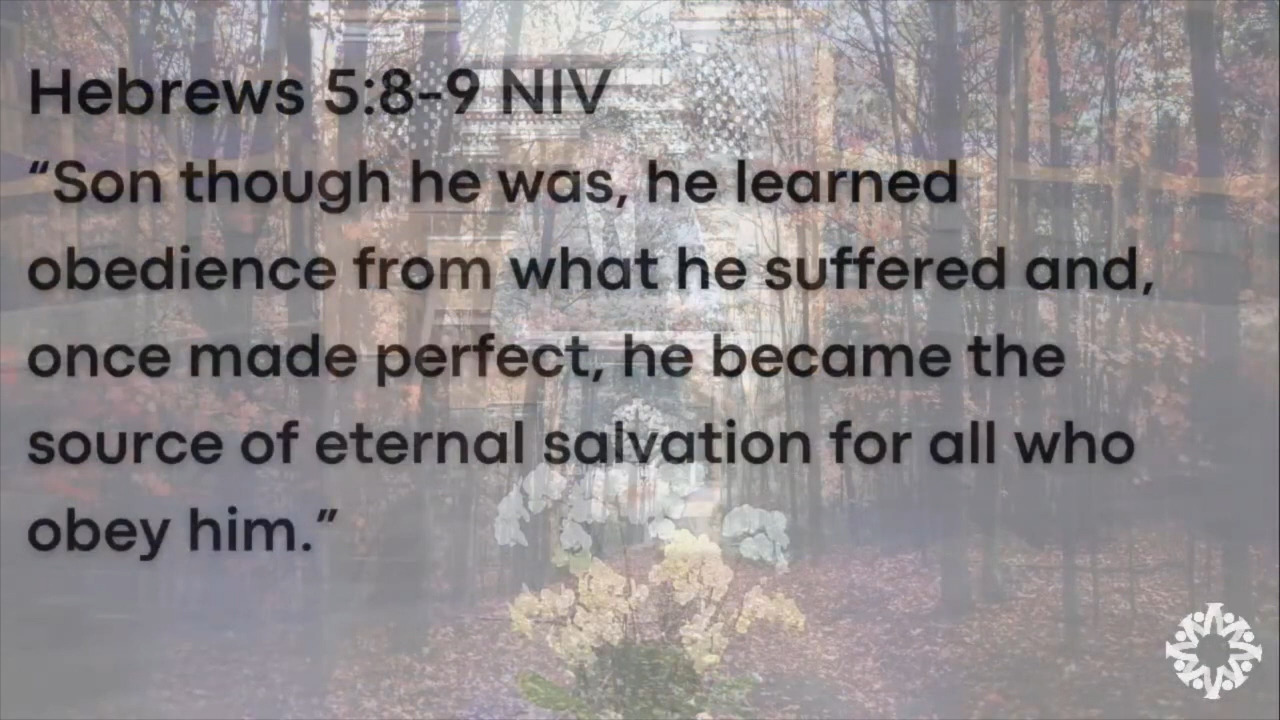 Hebrews 5:8-9 NIV
“Son though he was, he learned
obedience from what he suffered and,
once made perfect, he became the
source of eternal salvation for all who
obey him.”